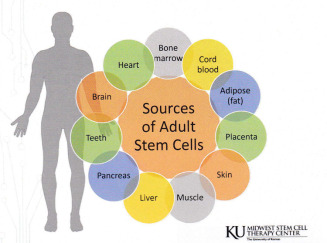 Bone
marrow
Cord
blood
Adipose
(fat)
Placenta
Skin
Muscle
Liver
Pancreas
Teeth
Brain
Heart
Sources
of Adult
Stem Cells
KU MIDWEST STEM CELL
THERAPY CENTER
The University of Kansas